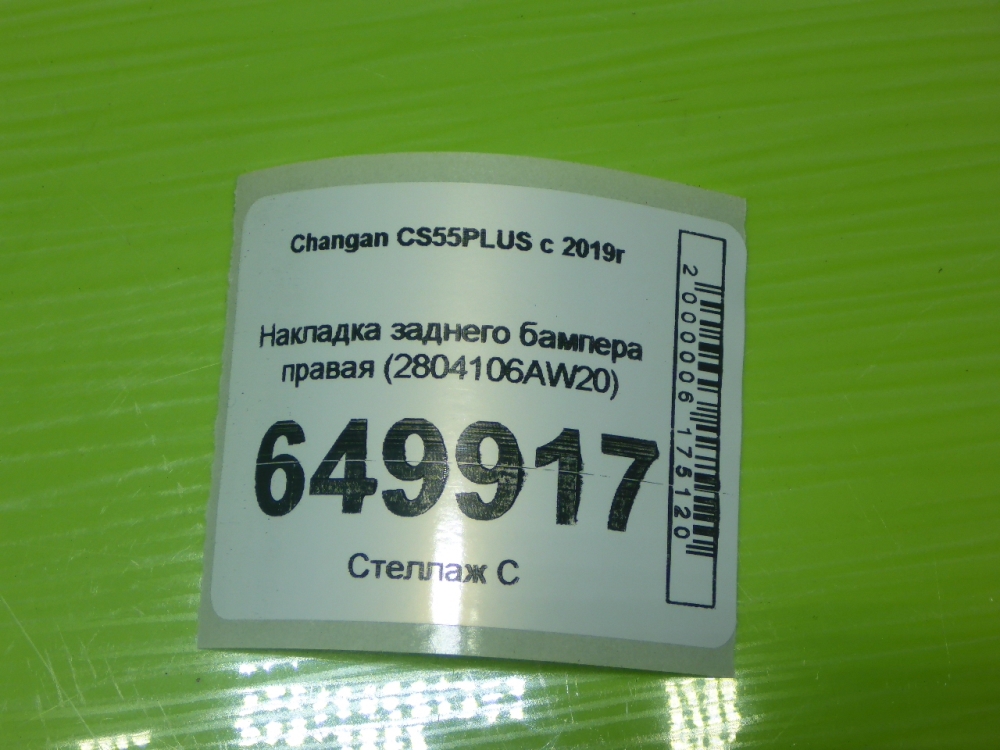 Changan CS55PLUS с 2019г
Накладка заднего бампера
правая (2804106AW20)
649917
Стеллаж С
2000006175120